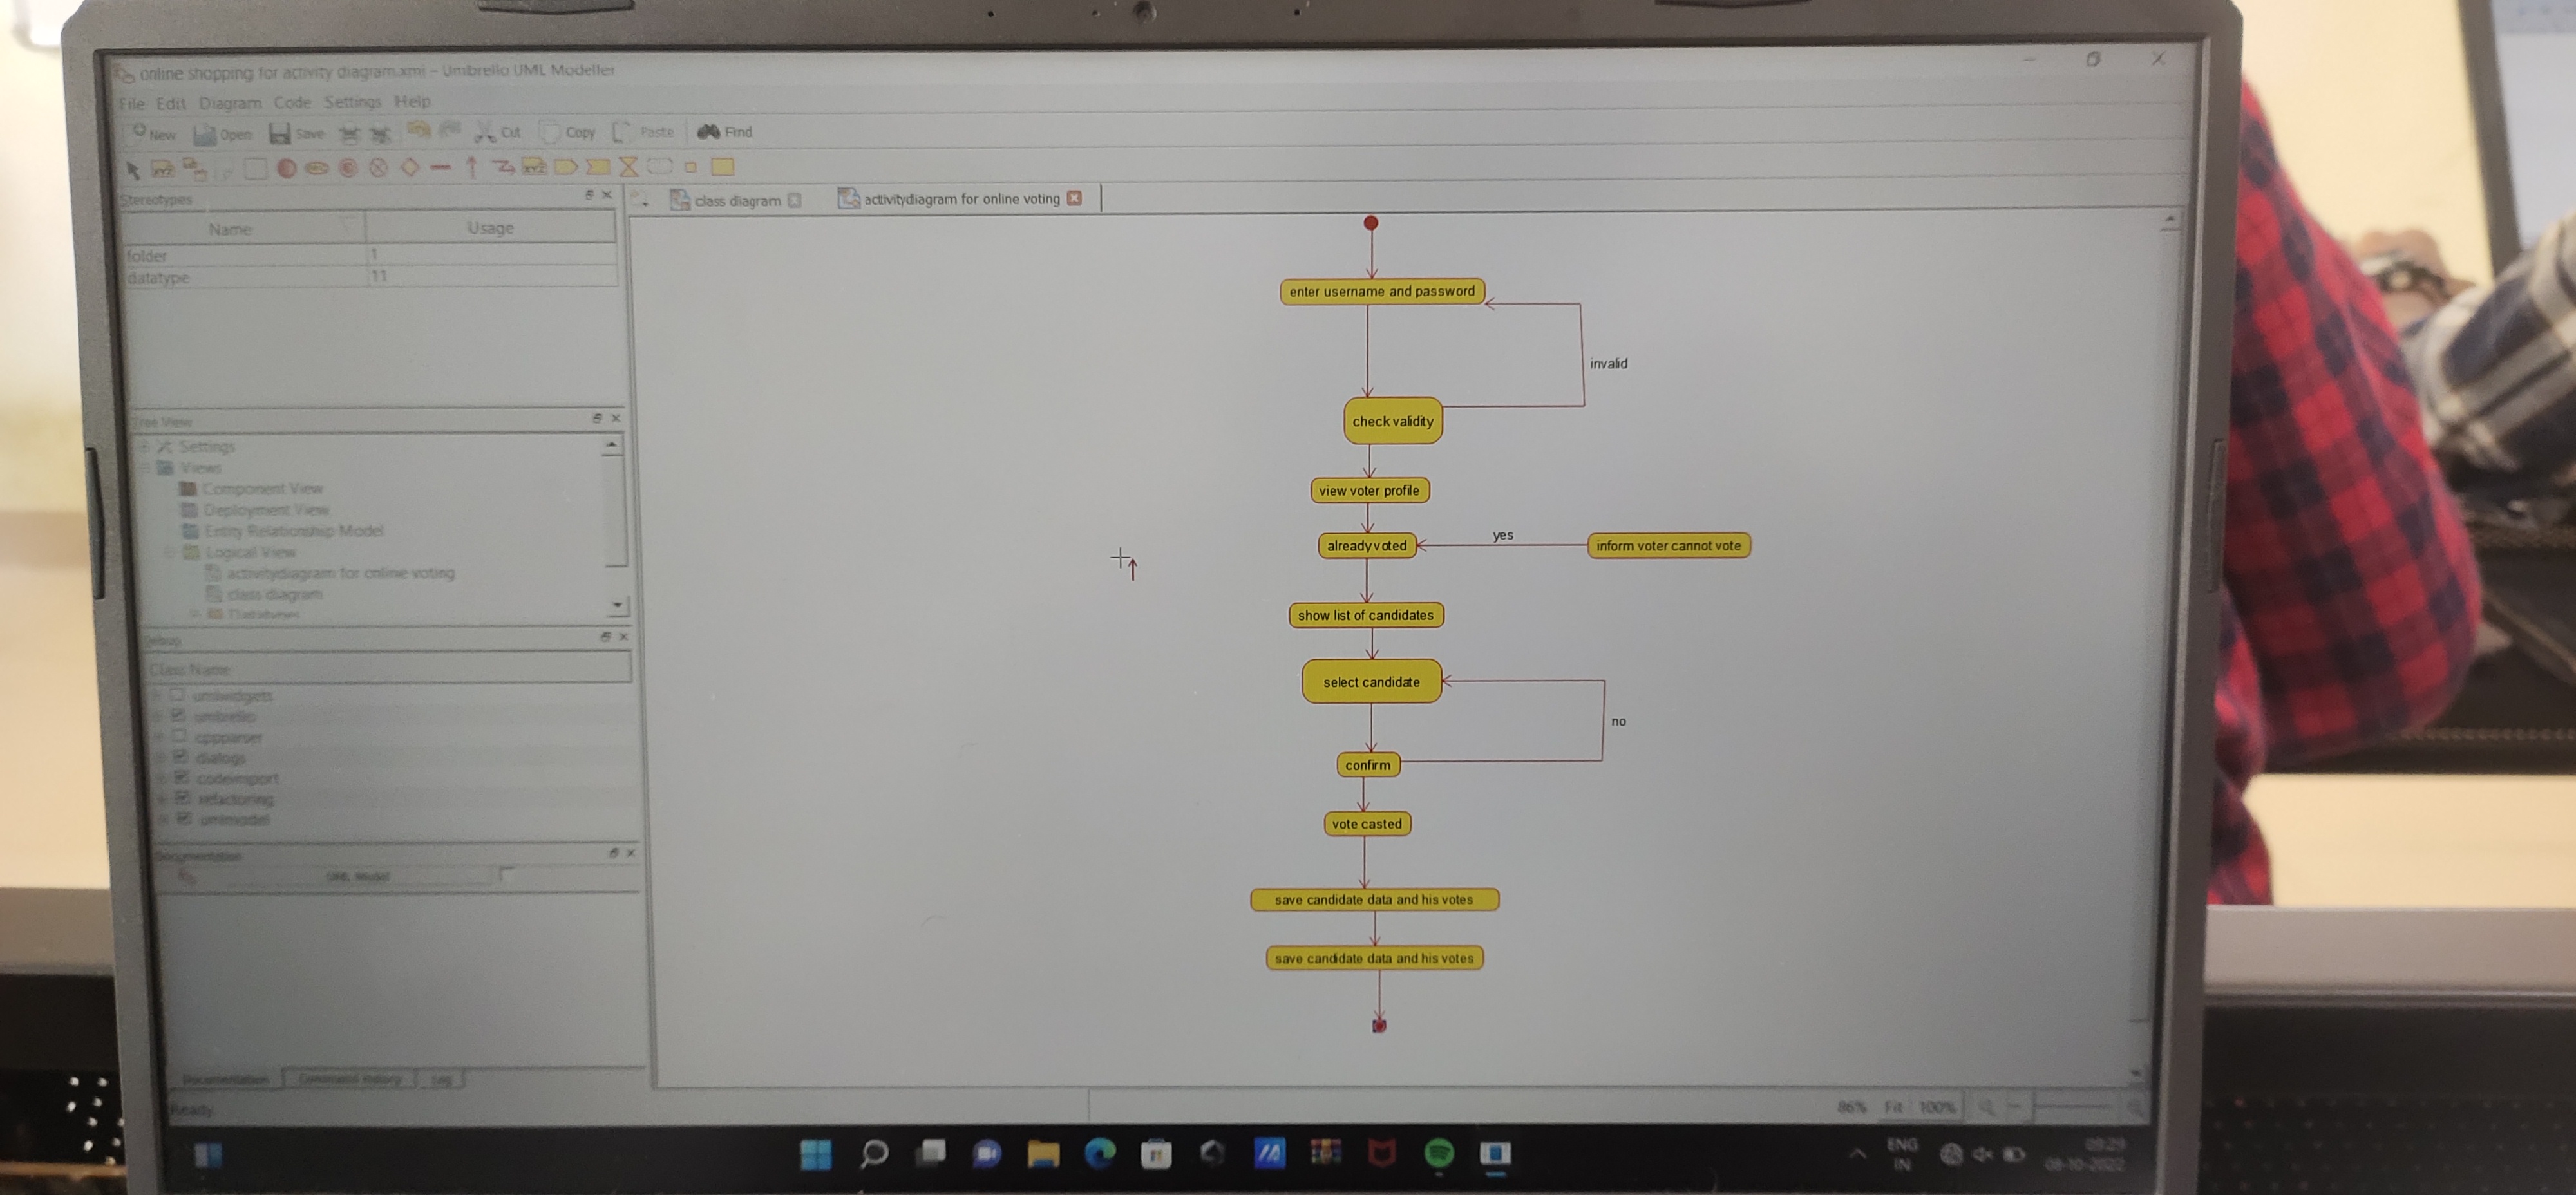 online shopping for activity diagram.xmi – Umbrello UML Modeller
File Edit Diagram Code Settings Help
New Open Save Cut Copy Paste Find
Stereotypes
class diagram activitydiagram for online voting
Name Usage
folder 1
datatype 11
enter username and password
invalid
check validity
Tree View
Settings
Views
Component View
Deployment View
Entity Relationship Model
Logical View
activitydiagram for online voting
class diagram
Datatypes
view voter profile
already voted
yes
inform voter cannot vote
show list of candidates
select candidate
no
confirm
vote casted
save candidate data and his votes
save candidate data and his votes
Debug
Class Name
umlwidgets
umbrello
cppparser
dialogs
codeimport
refactoring
umlmodel
Documentation
UML Model
Documentation Command history Log
Ready.
86% Fit 100%
ENG
IN
09:29
08-10-2022